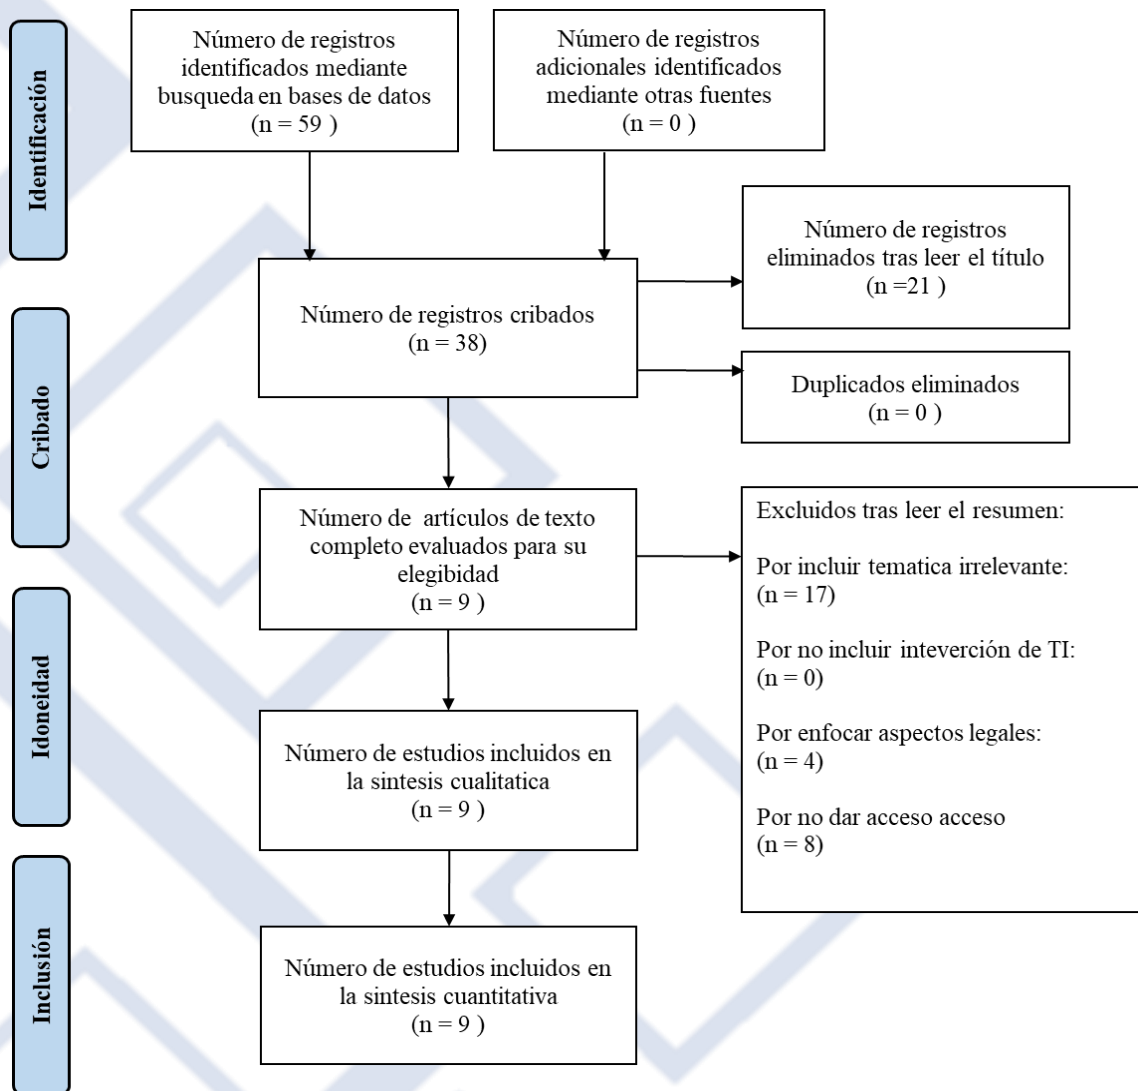 Identificación
Número de registros
identificados mediante
busqueda en bases de datos
(n = 59 )
Número de registros
adicionales identificados
mediante otras fuentes
(n = 0 )
Número de registros
eliminados tras leer el título
(n =21 )
Cribado
Número de registros cribados
(n = 38)
Duplicados eliminados
(n = 0 )
Número de artículos de texto
completo evaluados para su
elegibidad
(n = 9 )
Excluidos tras leer el resumen:
Por incluir tematica irrelevante:
(n = 17)
Por no incluir inteverción de TI:
(n = 0)
Por enfocar aspectos legales:
(n = 4)
Por no dar acceso acceso
(n = 8)
Idoneidad
Número de estudios incluidos en
la sintesis cualitatica
(n = 9 )
Inclusión
Número de estudios incluidos en
la sintesis cuantitativa
(n = 9 )